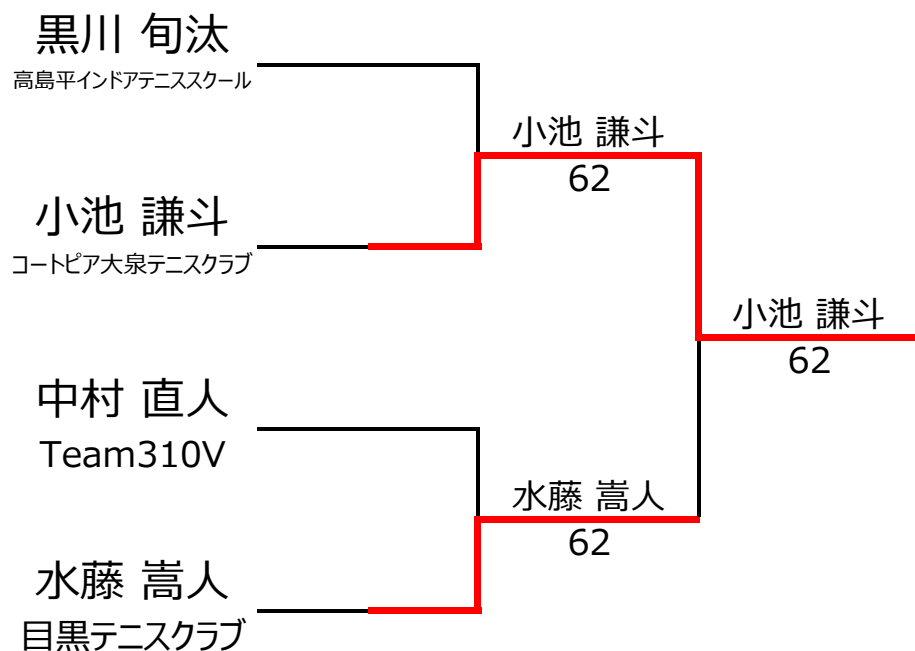 黒川 旬汰
高島平インドアテニススクール
小池 謙斗
62
小池 謙斗
コートピア大泉テニスクラブ
小池 謙斗
62
中村 直人
Team310V
水藤 嵩人
62
水藤 嵩人
目黒テニスクラブ